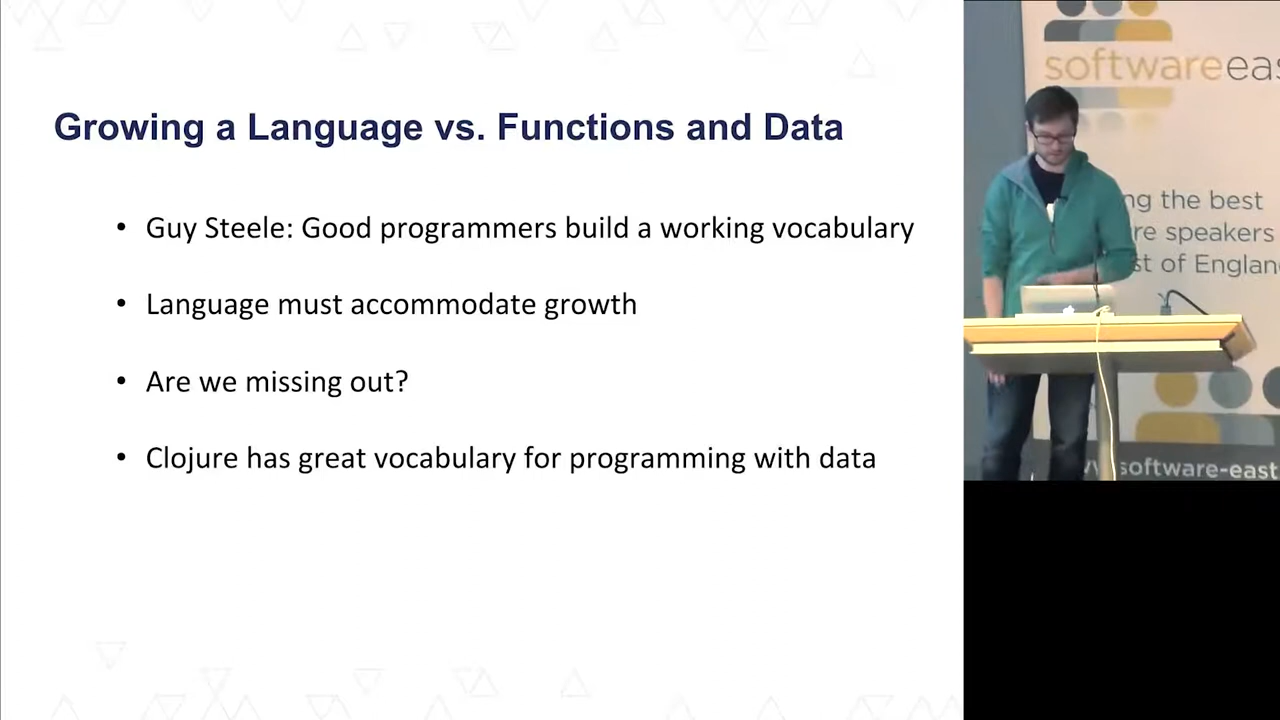 Growing a Language vs. Functions and Data
• Guy Steele: Good programmers build a working vocabulary
• Language must accommodate growth
• Are we missing out?
• Clojure has great vocabulary for programming with data
softwareeas
ng the best
re speakers
st of Englan
software-east